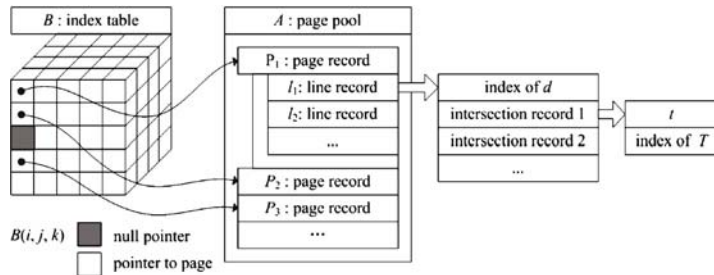 B : index table
A : page pool
P₁ : page record
l₁: line record
l₂: line record
...
P₂ : page record
P₃ : page record
...
index of d
intersection record 1
intersection record 2
...
t
index of T
B(i, j, k)
null pointer
pointer to page